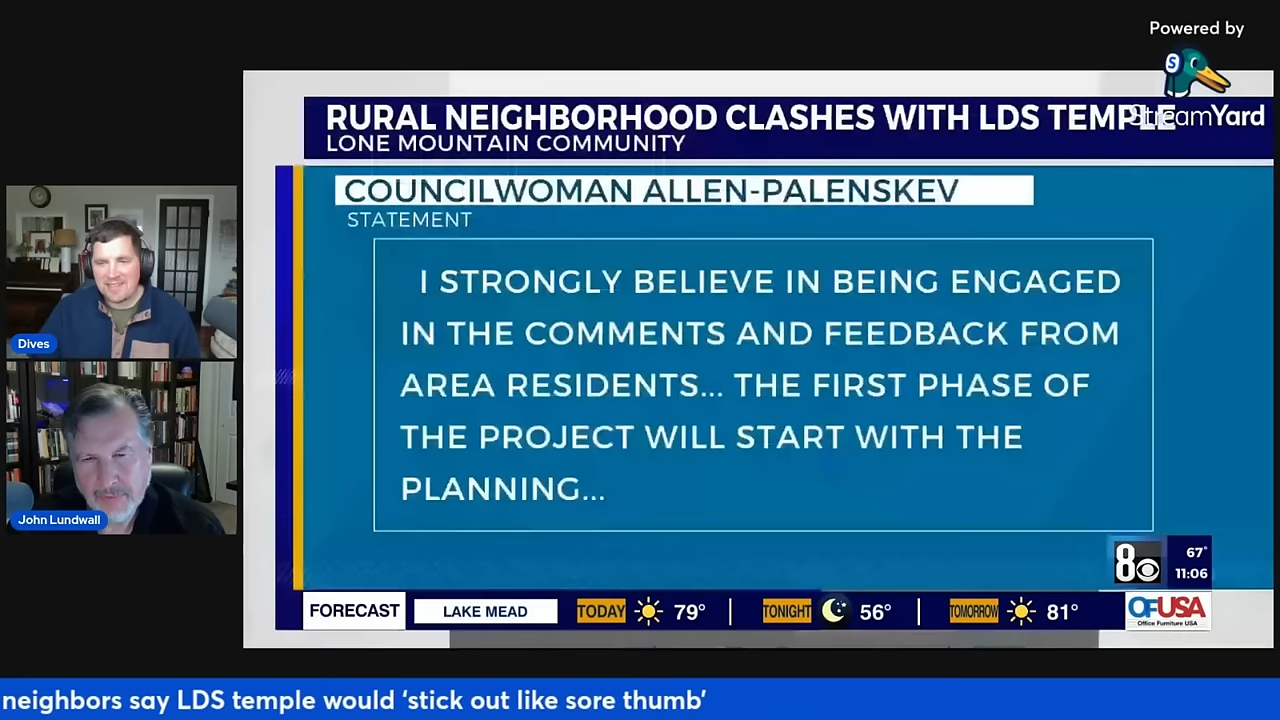 Powered by
StreamYard
RURAL NEIGHBORHOOD CLASHES WITH LDS TEMPLE
LONE MOUNTAIN COMMUNITY
COUNCILWOMAN ALLEN-PALENSKEV
STATEMENT
I STRONGLY BELIEVE IN BEING ENGAGED
IN THE COMMENTS AND FEEDBACK FROM
AREA RESIDENTS... THE FIRST PHASE OF
THE PROJECT WILL START WITH THE
PLANNING...
Dives
John Lundwall
8
67°
11:06
FORECAST
LAKE MEAD
TODAY
79°
TONIGHT
56°
TOMORROW
81°
OFUSA
Office Furniture USA
neighbors say LDS temple would ‘stick out like sore thumb’